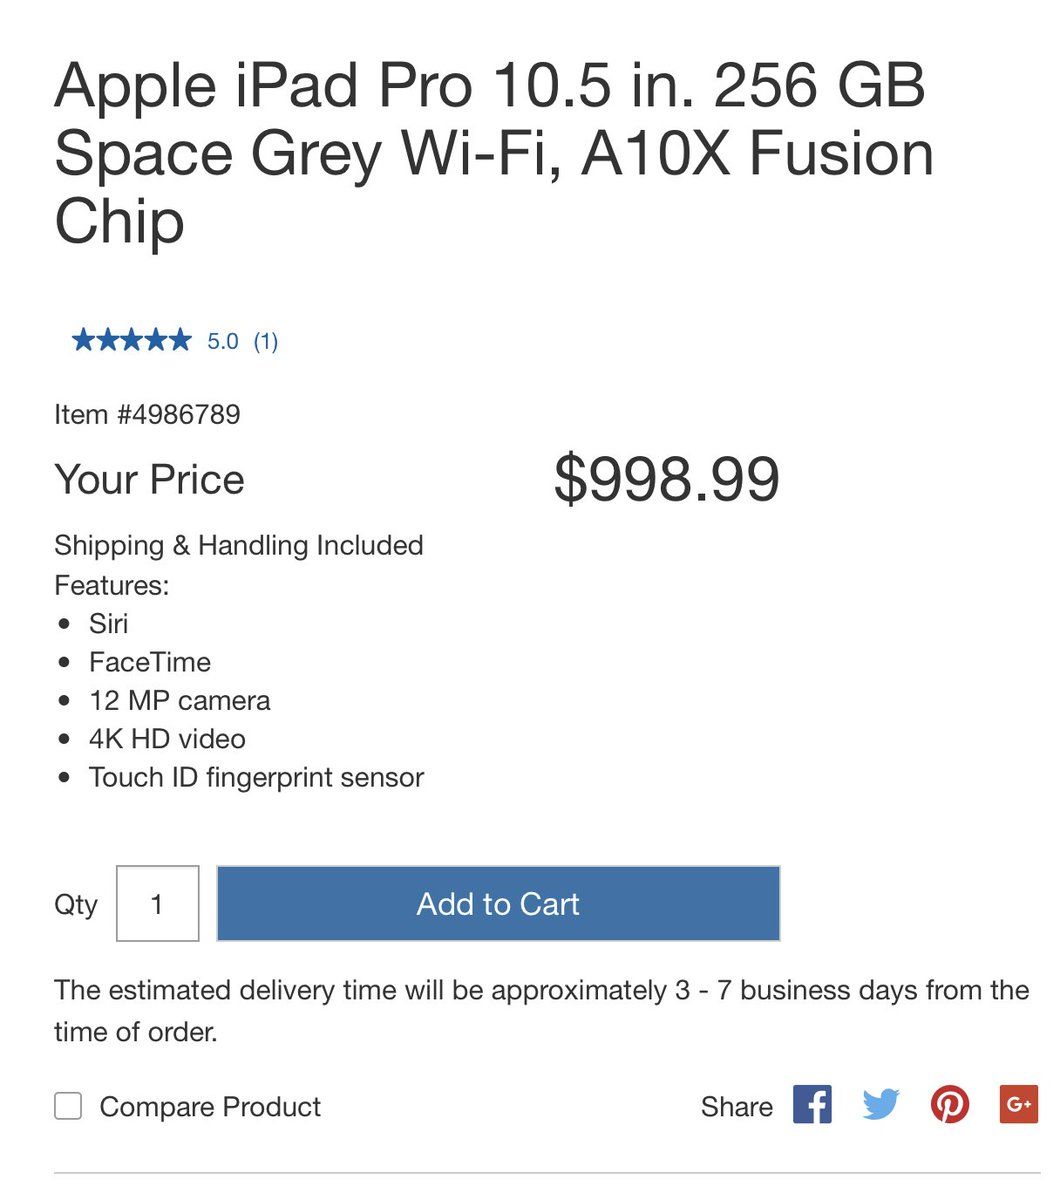 Apple iPad Pro 10.5 in. 256 GB
Space Grey Wi-Fi, A10X Fusion
Chip
5.0 (1)
Item #4986789
Your Price $998.99
Shipping & Handling Included
Features:
• Siri
• FaceTime
• 12 MP camera
• 4K HD video
• Touch ID fingerprint sensor
Qty 1 Add to Cart
The estimated delivery time will be approximately 3 - 7 business days from the
time of order.
Compare Product Share f G+